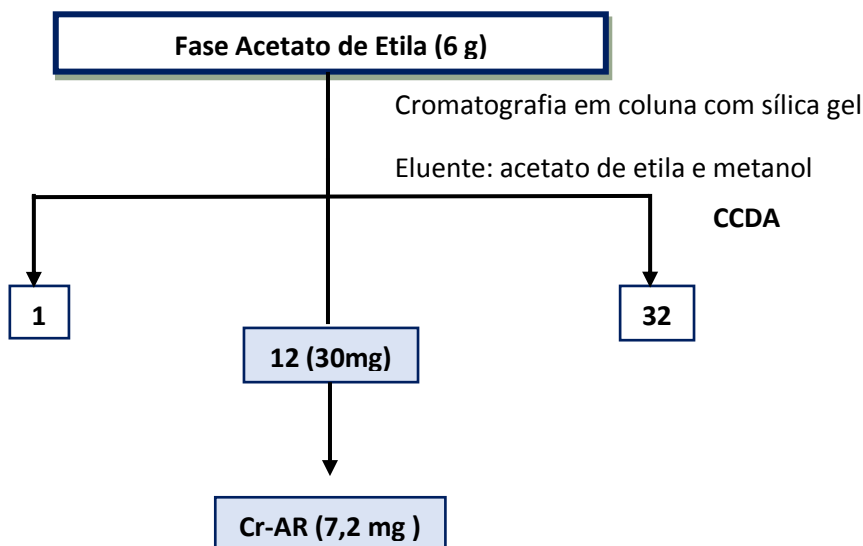 Fase Acetato de Etila (6 g)
Cromatografia em coluna com sílica gel
Eluente: acetato de etila e metanol
CCDA
1
32
12 (30mg)
Cr-AR (7,2 mg )